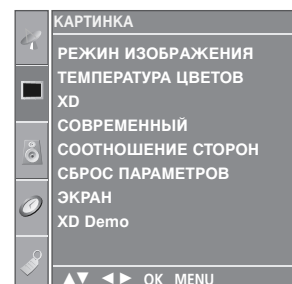 КАРТИНКА
РЕЖИН ИЗОБРАЖЕНИЯ
ТЕМПЕРАТУРА ЦВЕТОВ
XD
СОВРЕМЕННЫЙ
СООТНОШЕНИЕ СТОРОН
СБРОС ПАРАМЕТРОВ
ЭКРАН
XD Demo
▲▼ ◄► OK MENU